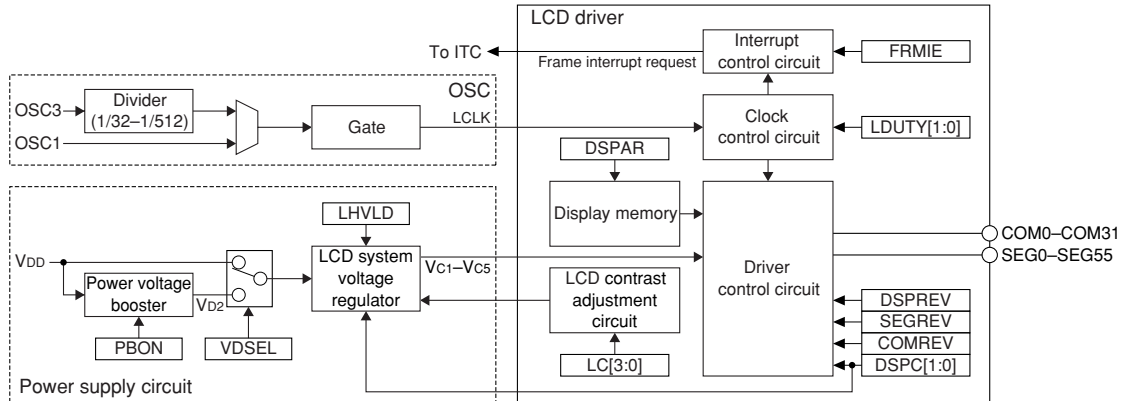 LCD driver
To ITC
Frame interrupt request
Interrupt
control circuit
FRMIE
OSC
OSC3
Divider
(1/32–1/512)
OSC1
Gate
LCLK
Clock
control circuit
LDUTY[1:0]
DSPAR
Display memory
Driver
control circuit
COM0–COM31
SEG0–SEG55
LHVLD
VDD
LCD system
voltage
regulator
VC1–VC5
Power voltage
booster
VD2
LCD contrast
adjustment
circuit
PBON
VDSEL
LC[3:0]
DSPREV
SEGREV
COMREV
DSPC[1:0]
Power supply circuit